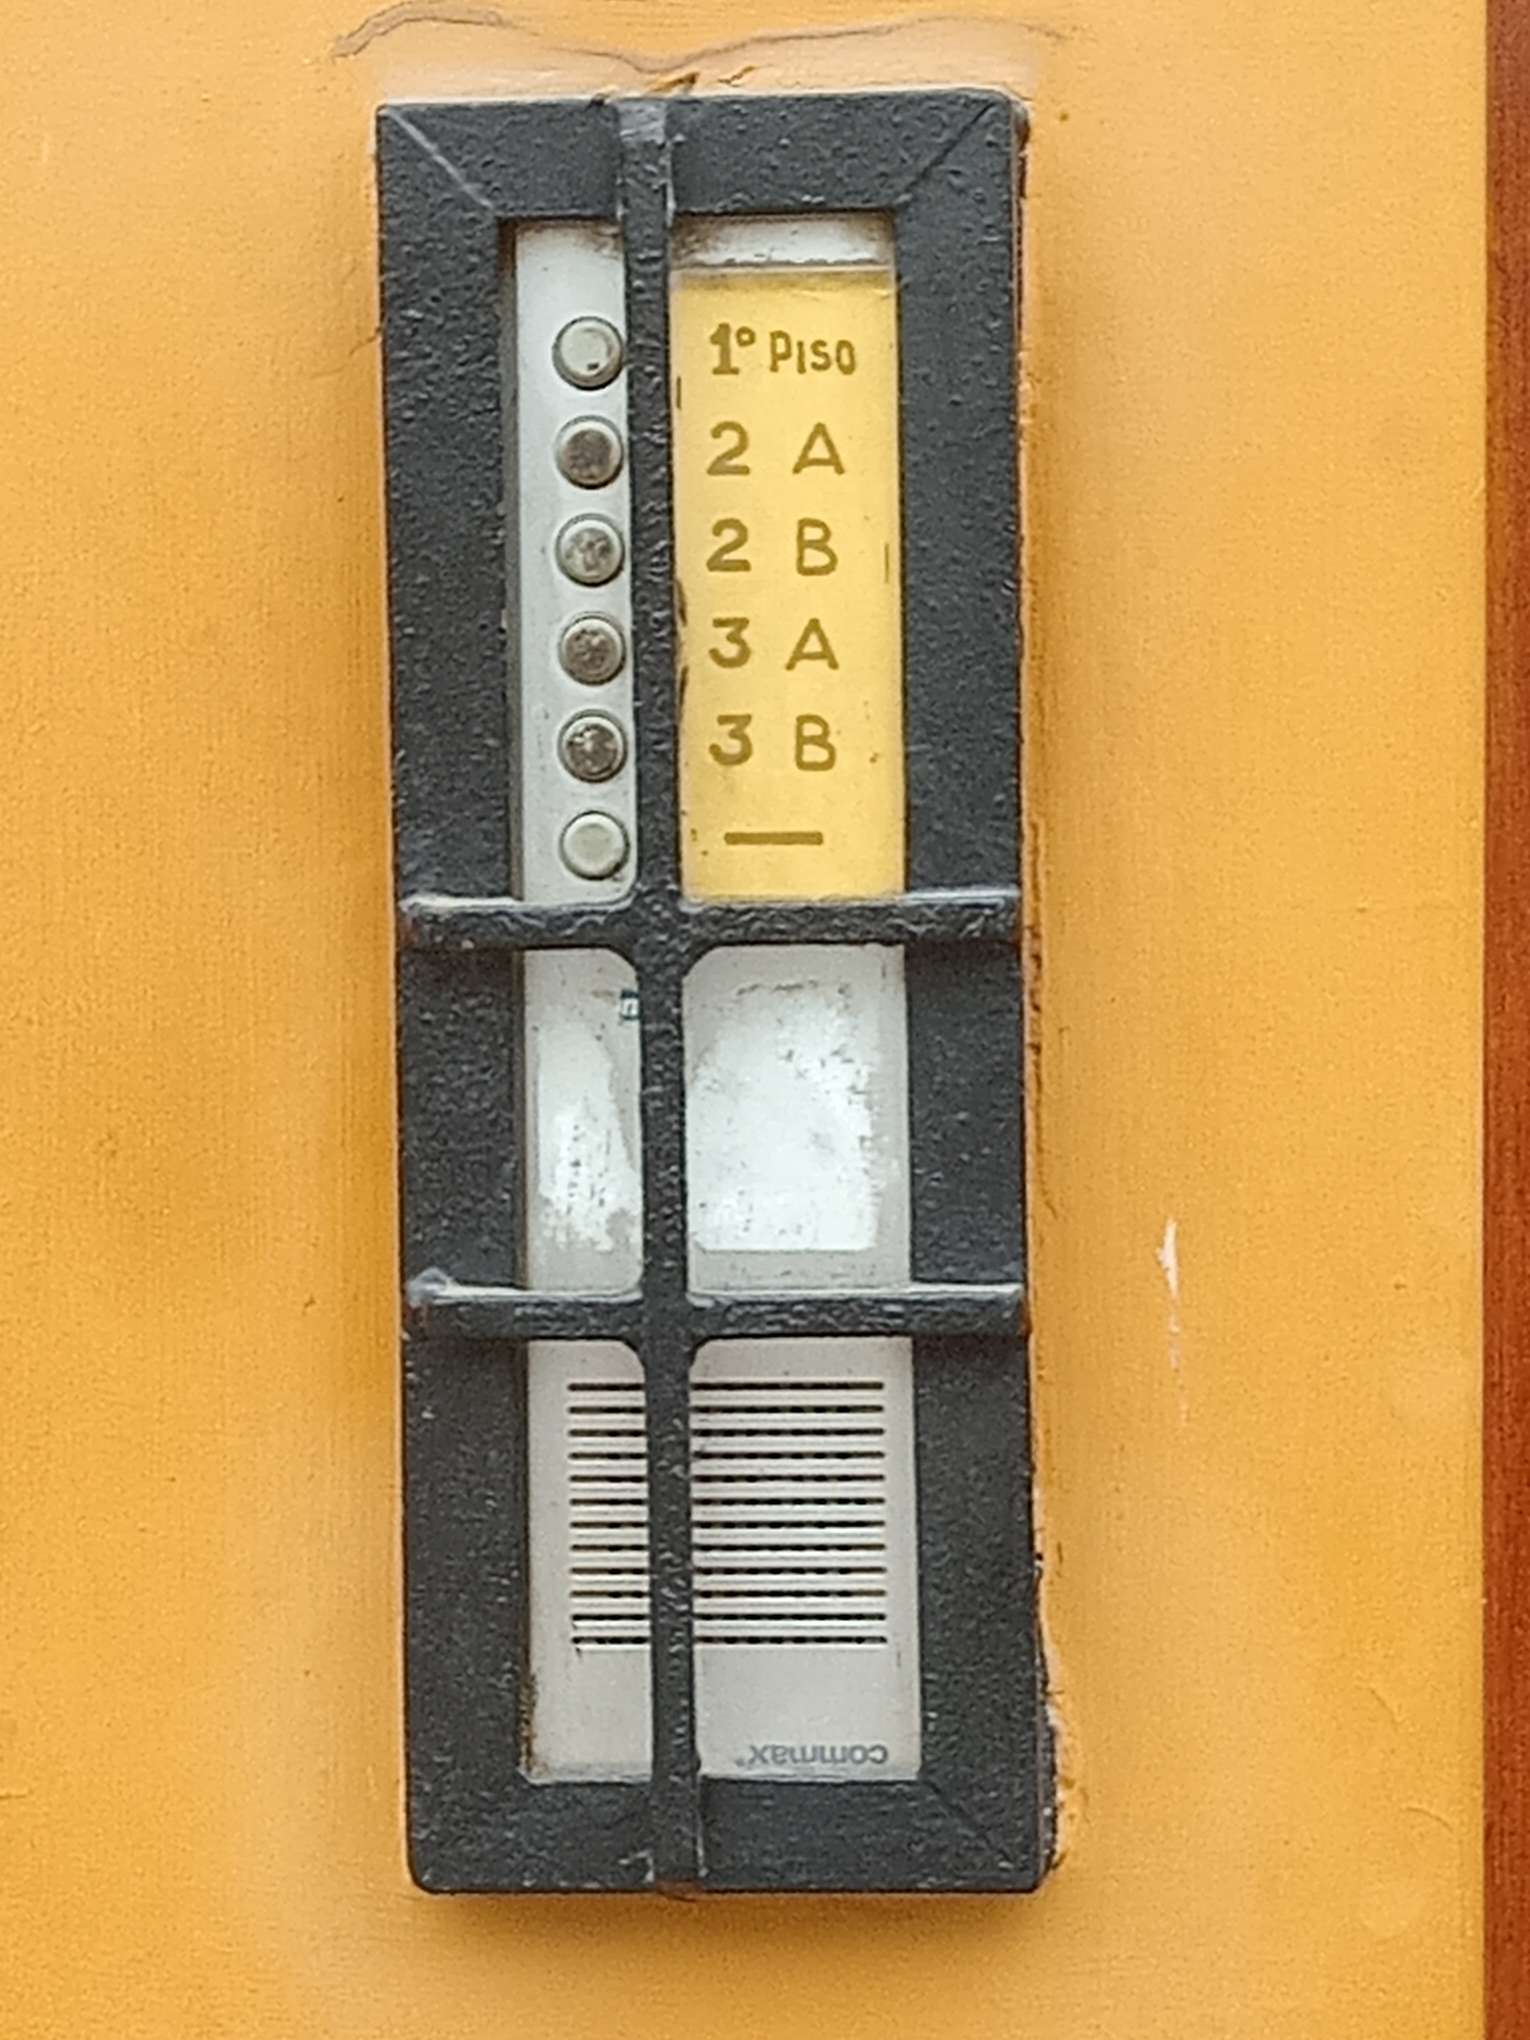 1º PISO
2 A
2 B
3 A
3 B
—
commax